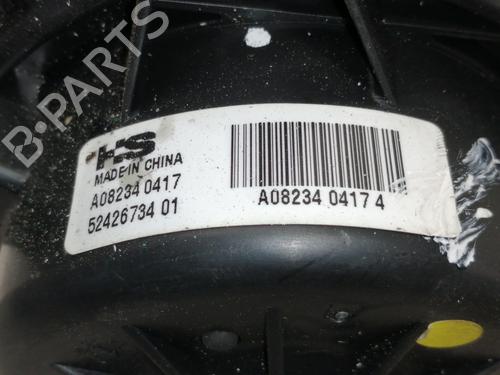 B-PARTS
HS
MADE IN CHINA
A08234 0417
52426734 01
A08234 0417 4